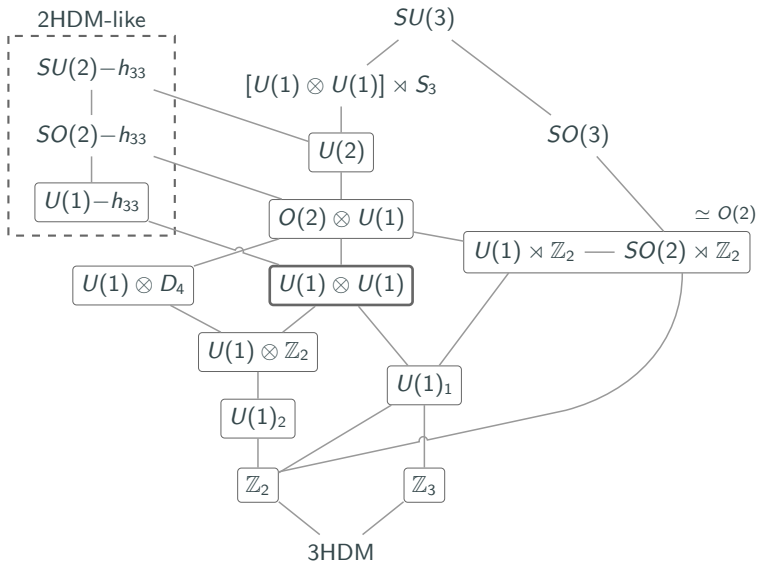 2HDM-like
SU(3)
SU(2)−h₃₃
[U(1) ⊗ U(1)] ⋊ S₃
SO(2)−h₃₃
SO(3)
U(2)
U(1)−h₃₃
O(2) ⊗ U(1)
≃ O(2)
U(1) ⋊ ℤ₂ — SO(2) ⋊ ℤ₂
U(1) ⊗ D₄
U(1) ⊗ U(1)
U(1) ⊗ ℤ₂
U(1)₁
U(1)₂
ℤ₂
ℤ₃
3HDM